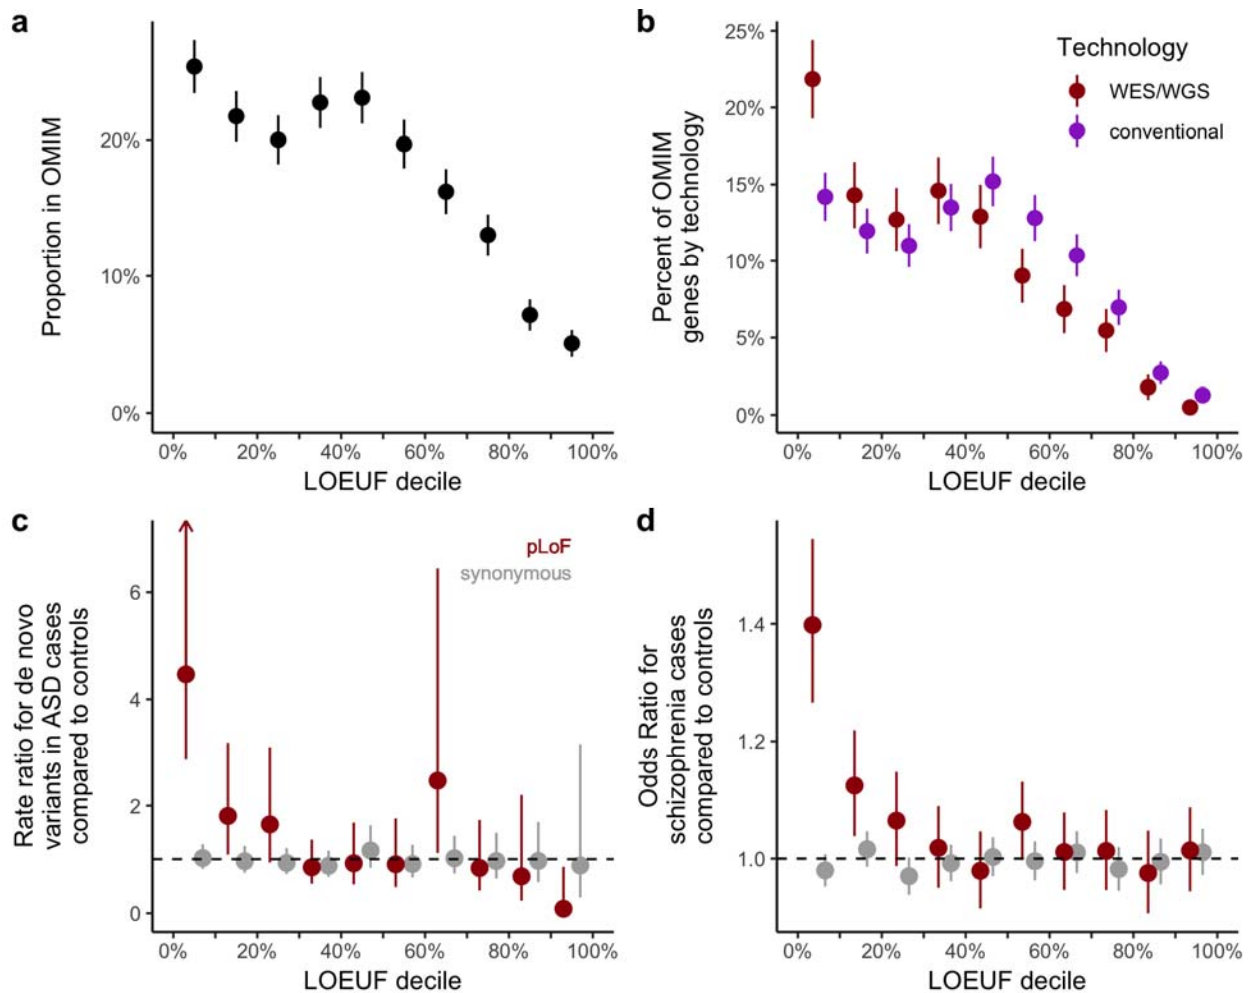 a
Proportion in OMIM
20%
10%
0%
0%
20%
40%
60%
80%
100%
LOEUF decile
b
Percent of OMIM
genes by technology
25%
20%
15%
10%
5%
0%
Technology
WES/WGS
conventional
0%
20%
40%
60%
80%
100%
LOEUF decile
c
Rate ratio for de novo
variants in ASD cases
compared to controls
6
4
2
0
pLoF
synonymous
0%
20%
40%
60%
80%
100%
LOEUF decile
d
Odds Ratio for
schizophrenia cases
compared to controls
1.4
1.2
1.0
0%
20%
40%
60%
80%
100%
LOEUF decile